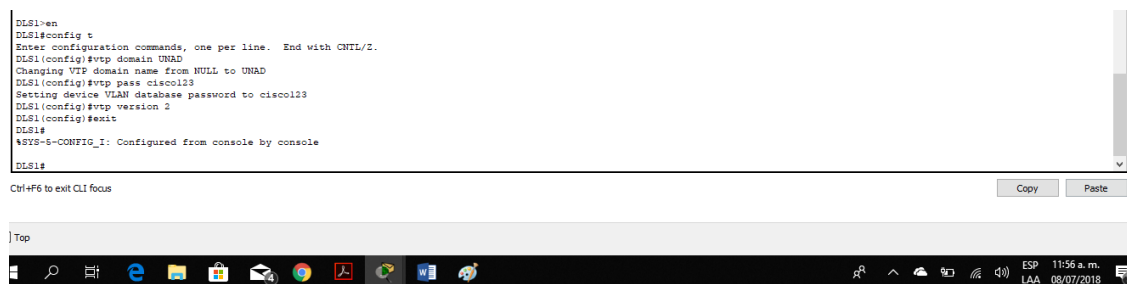 DLS1>en
DLS1#config t
Enter configuration commands, one per line.  End with CNTL/Z.
DLS1(config)#vtp domain UNAD
Changing VTP domain name from NULL to UNAD
DLS1(config)#vtp pass cisco123
Setting device VLAN database password to cisco123
DLS1(config)#vtp version 2
DLS1(config)#exit
DLS1#
%SYS-5-CONFIG_I: Configured from console by console
DLS1#
Ctrl+F6 to exit CLI focus
Copy Paste
Top
4 ESP 11:56 a. m.
LAA 08/07/2018